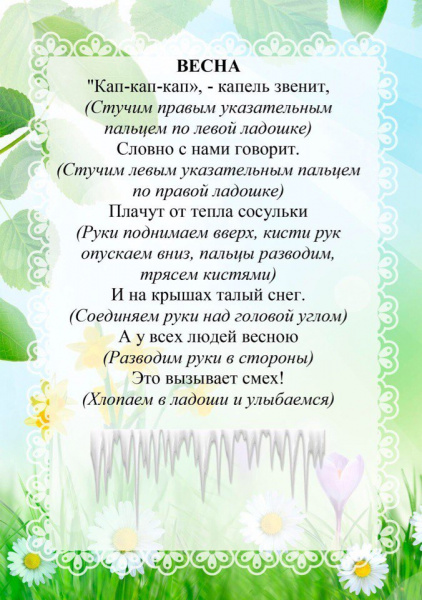 ВЕСНА
"Кап-кап-кап», - капель звенит,
(Стучим правым указательным
пальцем по левой ладошке)
Словно с нами говорит.
(Стучим левым указательным пальцем
по правой ладошке)
Плачут от тепла сосульки
(Руки поднимаем вверх, кисти рук
опускаем вниз, пальцы разводим,
трясем кистями)
И на крышах талый снег.
(Соединяем руки над головой углом)
А у всех людей весною
(Разводим руки в стороны)
Это вызывает смех!
(Хлопаем в ладоши и улыбаемся)